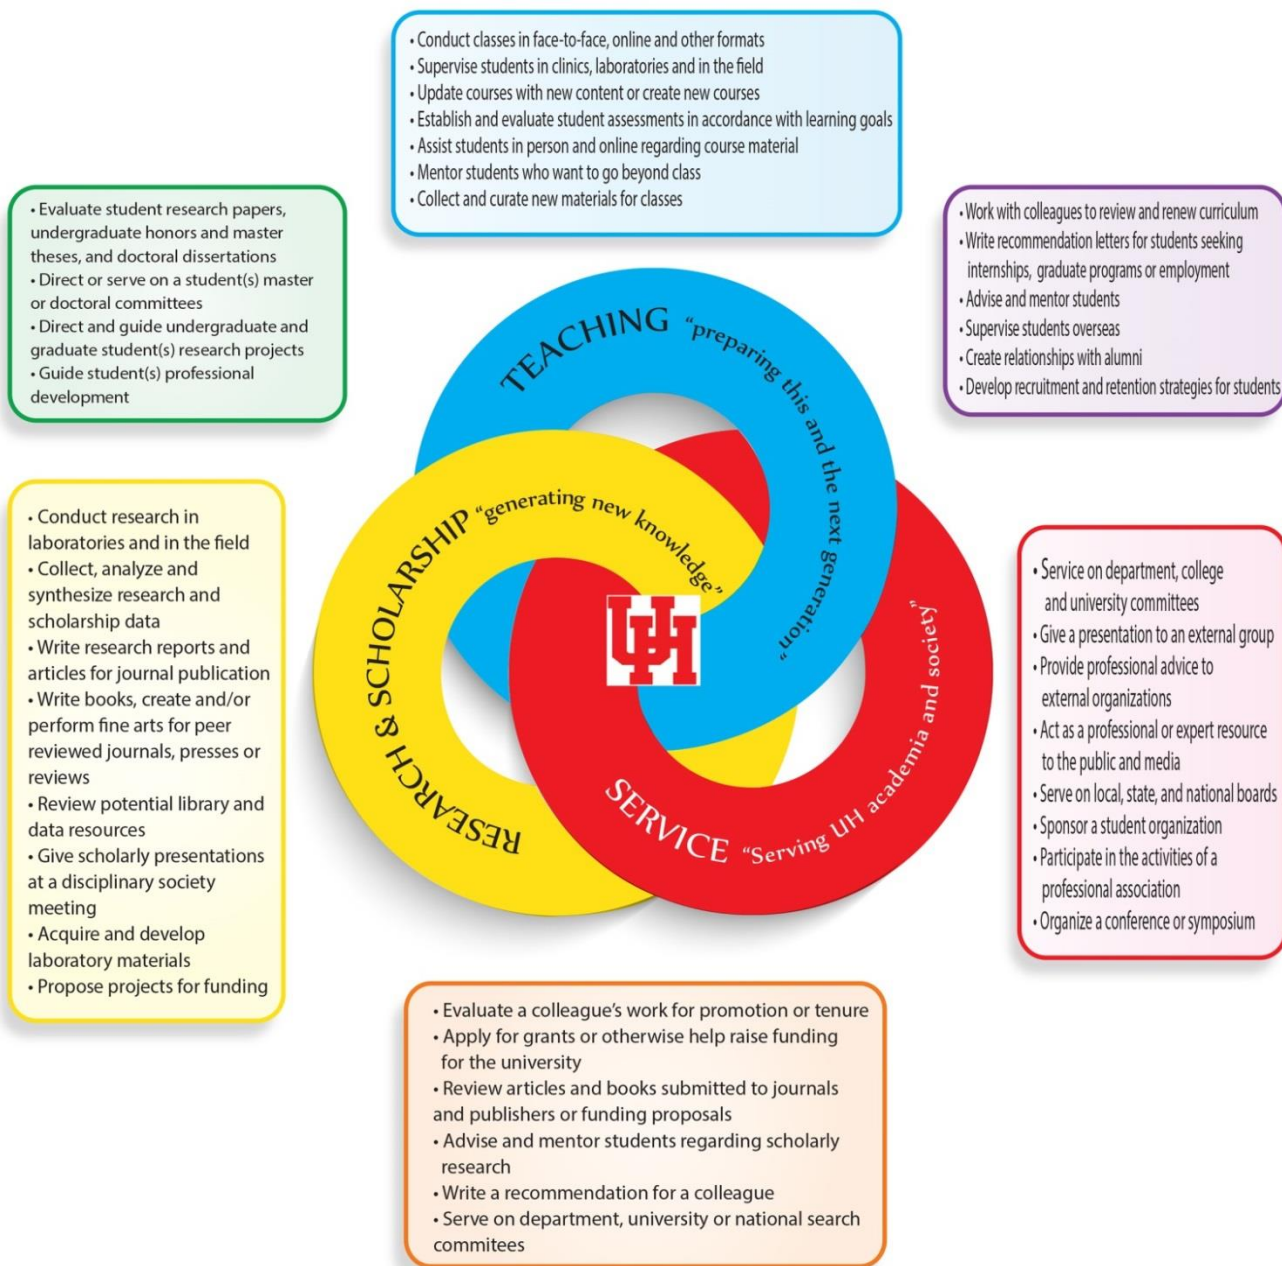 • Conduct classes in face-to-face, online and other formats
• Supervise students in clinics, laboratories and in the field
• Update courses with new content or create new courses
• Establish and evaluate student assessments in accordance with learning goals
• Assist students in person and online regarding course material
• Mentor students who want to go beyond class
• Collect and curate new materials for classes
• Evaluate student research papers,
undergraduate honors and master
theses, and doctoral dissertations
• Direct or serve on a student(s) master
or doctoral committees
• Direct and guide undergraduate and
graduate student(s) research projects
• Guide student(s) professional
development
• Work with colleagues to review and renew curriculum
• Write recommendation letters for students seeking
internships, graduate programs or employment
• Advise and mentor students
• Supervise students overseas
• Create relationships with alumni
• Develop recruitment and retention strategies for students
TEACHING "preparing this and the next generation"
RESEARCH & SCHOLARSHIP "generating new knowledge"
UH
SERVICE "Serving UH academia and society"
• Conduct research in
laboratories and in the field
• Collect, analyze and
synthesize research and
scholarship data
• Write research reports and
articles for journal publication
• Write books, create and/or
perform fine arts for peer
reviewed journals, presses or
reviews
• Review potential library and
data resources
• Give scholarly presentations
at a disciplinary society
meeting
• Acquire and develop
laboratory materials
• Propose projects for funding
• Service on department, college
and university committees
• Give a presentation to an external group
• Provide professional advice to
external organizations
• Act as a professional or expert resource
to the public and media
• Serve on local, state, and national boards
• Sponsor a student organization
• Participate in the activities of a
professional association
• Organize a conference or symposium
• Evaluate a colleague's work for promotion or tenure
• Apply for grants or otherwise help raise funding
for the university
• Review articles and books submitted to journals
and publishers or funding proposals
• Advise and mentor students regarding scholarly
research
• Write a recommendation for a colleague
• Serve on department, university or national search
commitees